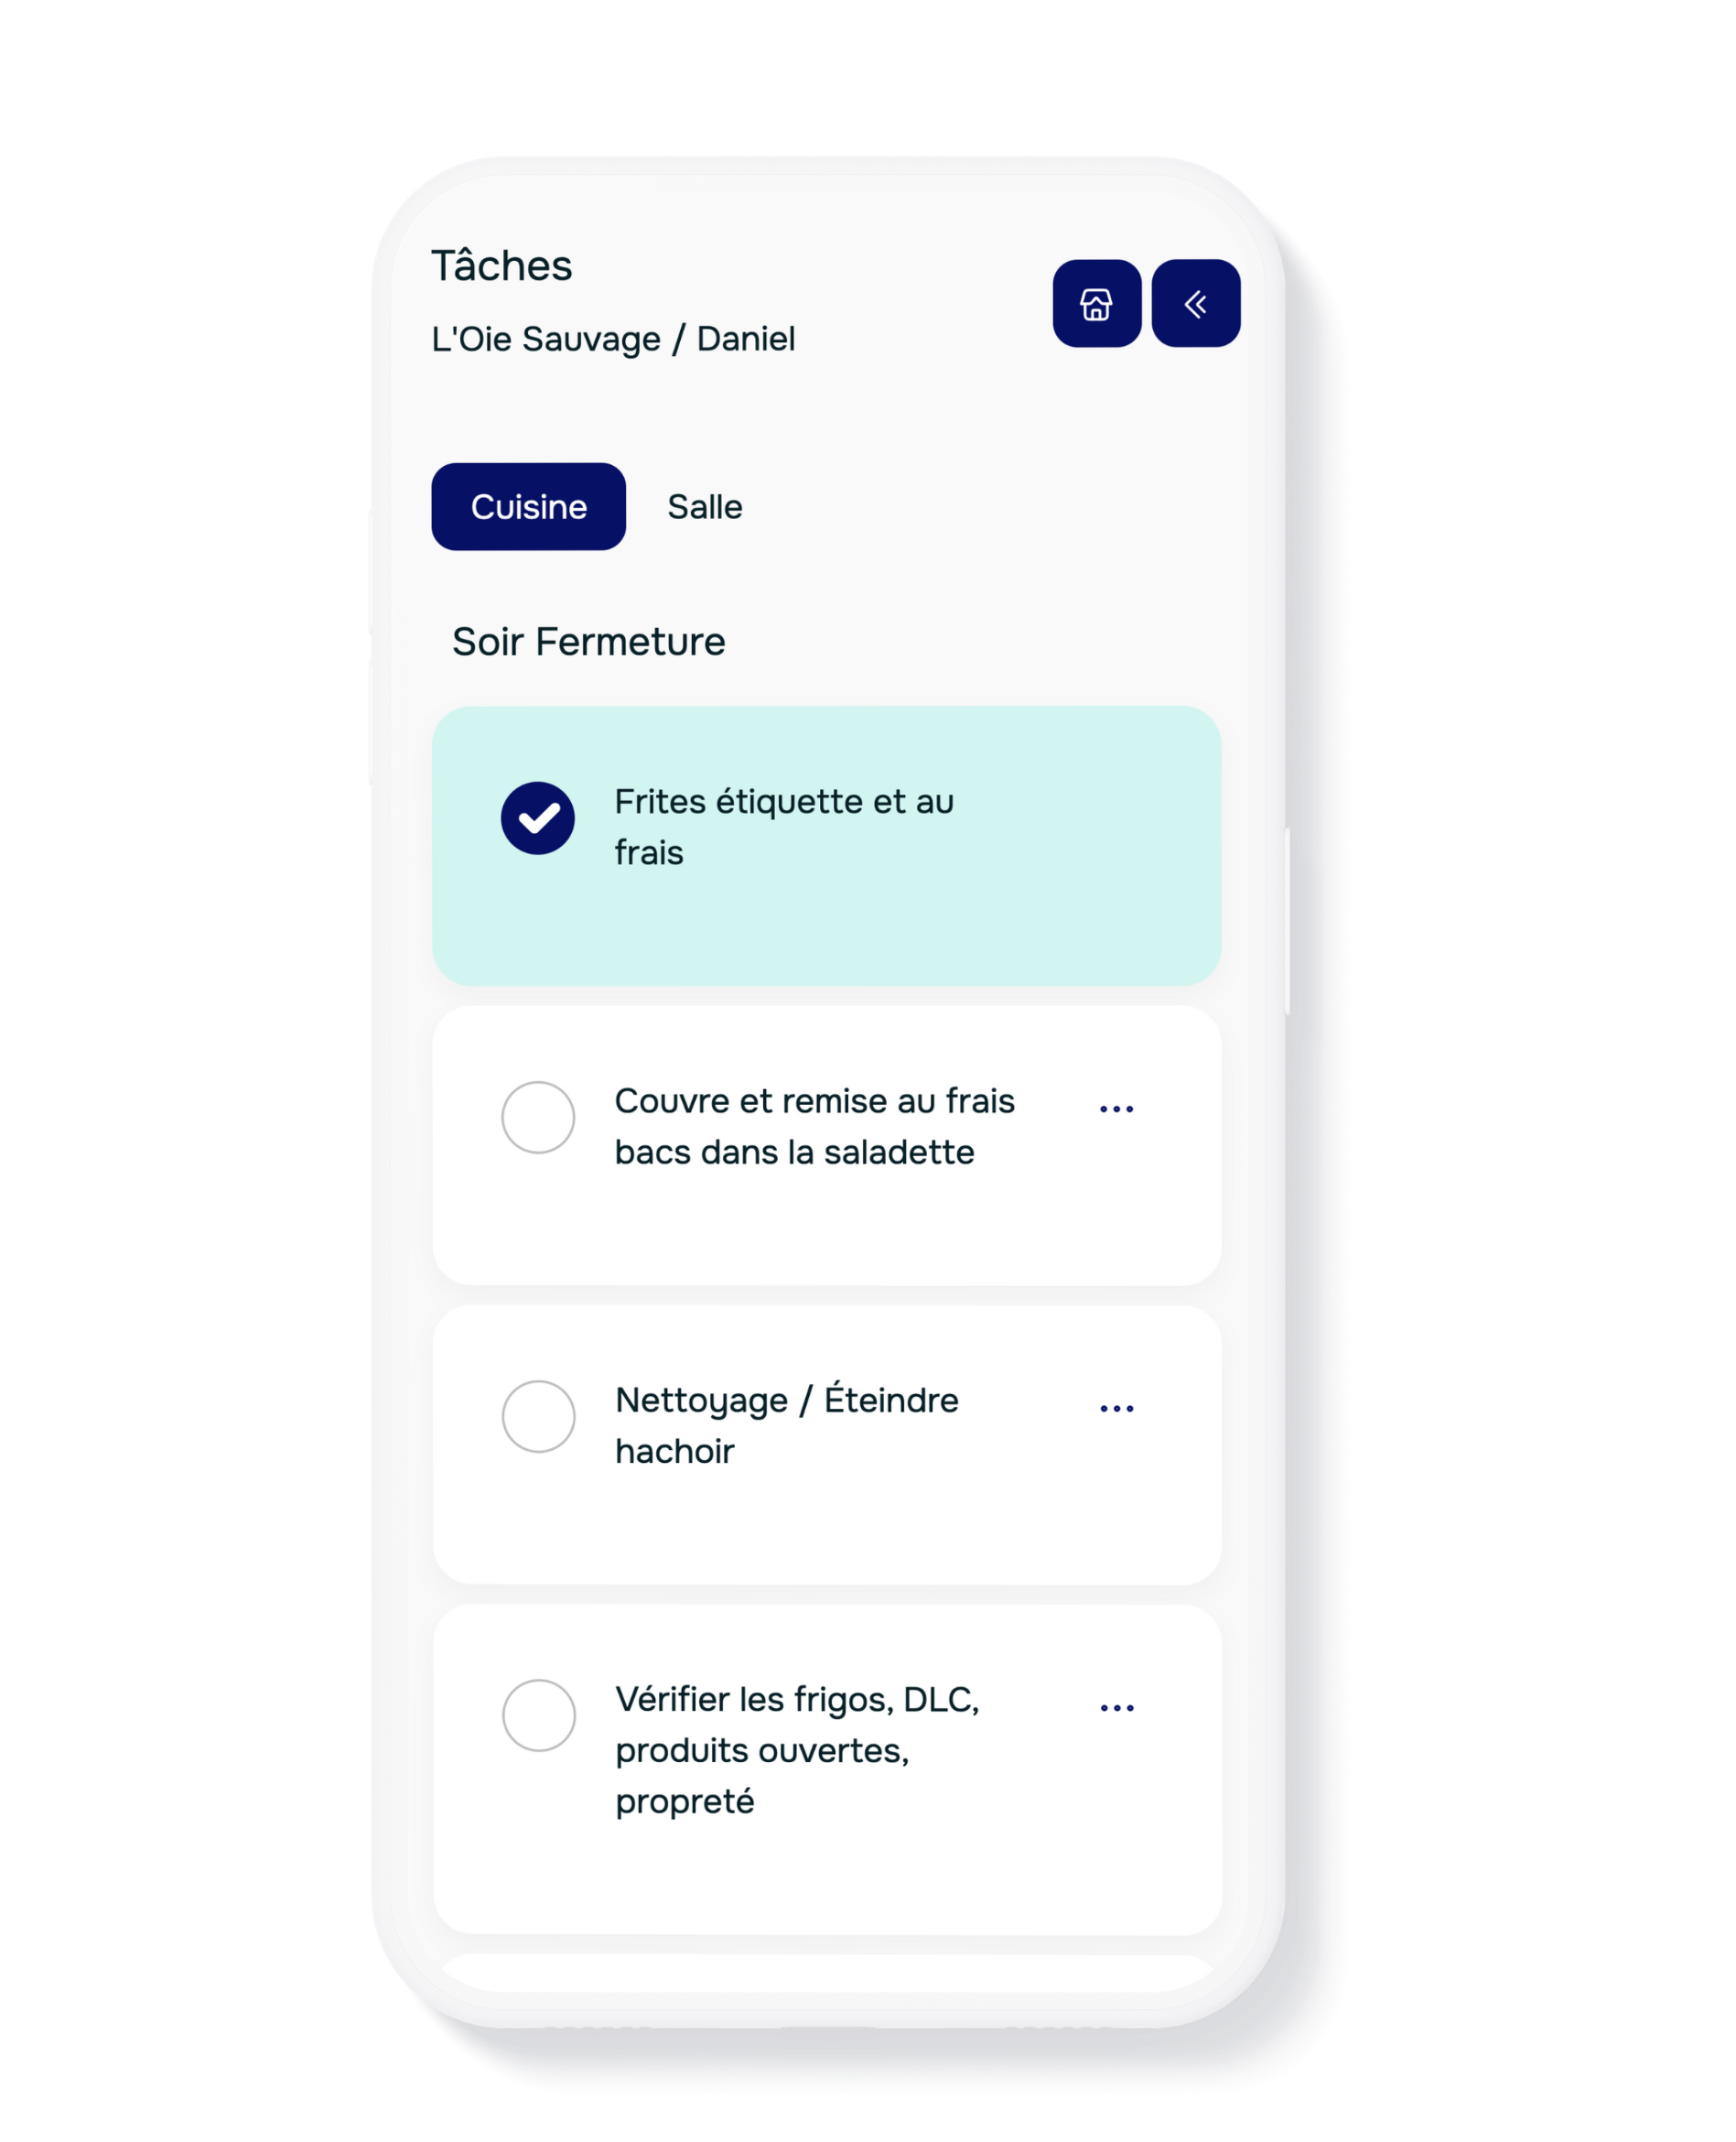 Tâches
L'Oie Sauvage / Daniel
Cuisine
Salle
Soir Fermeture
Frites étiquette et au
frais
Couvre et remise au frais
bacs dans la saladette
Nettoyage / Éteindre
hachoir
Vérifier les frigos, DLC,
produits ouvertes,
propreté